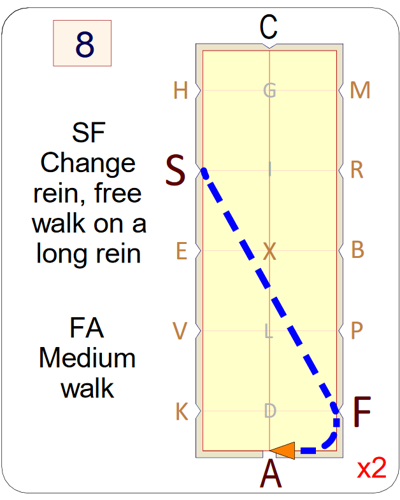 8
C
H G M
SF
Change
rein, free
walk on a
long rein
S I R
E X B
FA
Medium
walk
V L P
K D F
A
x2